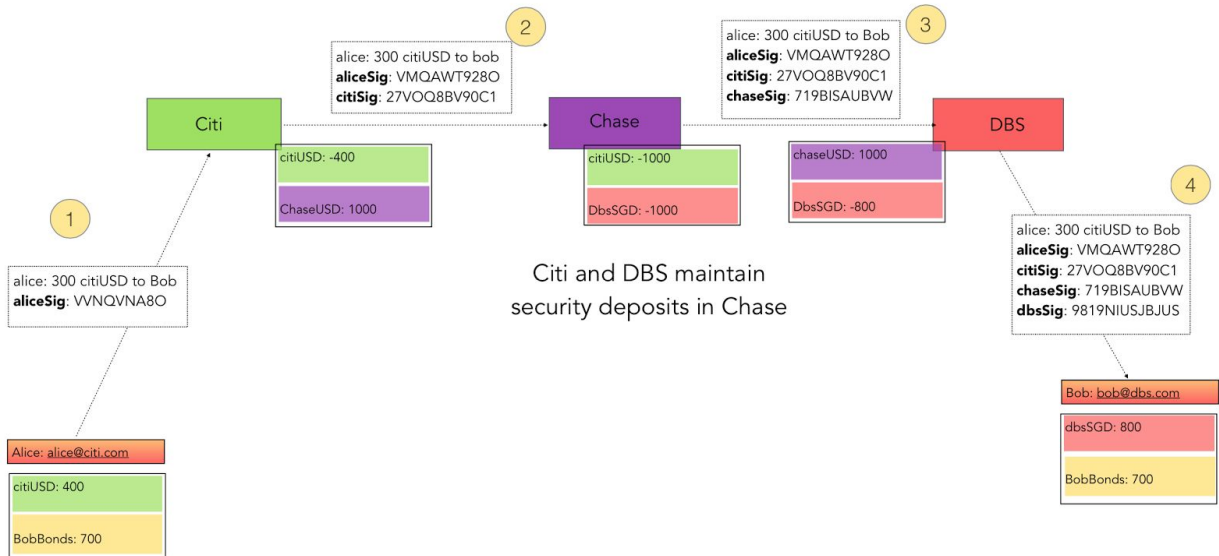 2
alice: 300 citiUSD to bob
aliceSig: VMQAWT928O
citiSig: 27VOQ8BV90C1
3
alice: 300 citiUSD to Bob
aliceSig: VMQAWT928O
citiSig: 27VOQ8BV90C1
chaseSig: 719BISAUBVW
Citi
Chase
DBS
citiUSD: -400
ChaseUSD: 1000
citiUSD: -1000
DbsSGD: -1000
chaseUSD: 1000
DbsSGD: -800
1
alice: 300 citiUSD to Bob
aliceSig: VVNQVNA8O
Citi and DBS maintain
security deposits in Chase
4
alice: 300 citiUSD to Bob
aliceSig: VMQAWT928O
citiSig: 27VOQ8BV90C1
chaseSig: 719BISAUBVW
dbsSig: 9819NIUSJBJUS
Alice: alice@citi.com
citiUSD: 400
BobBonds: 700
Bob: bob@dbs.com
dbsSGD: 800
BobBonds: 700